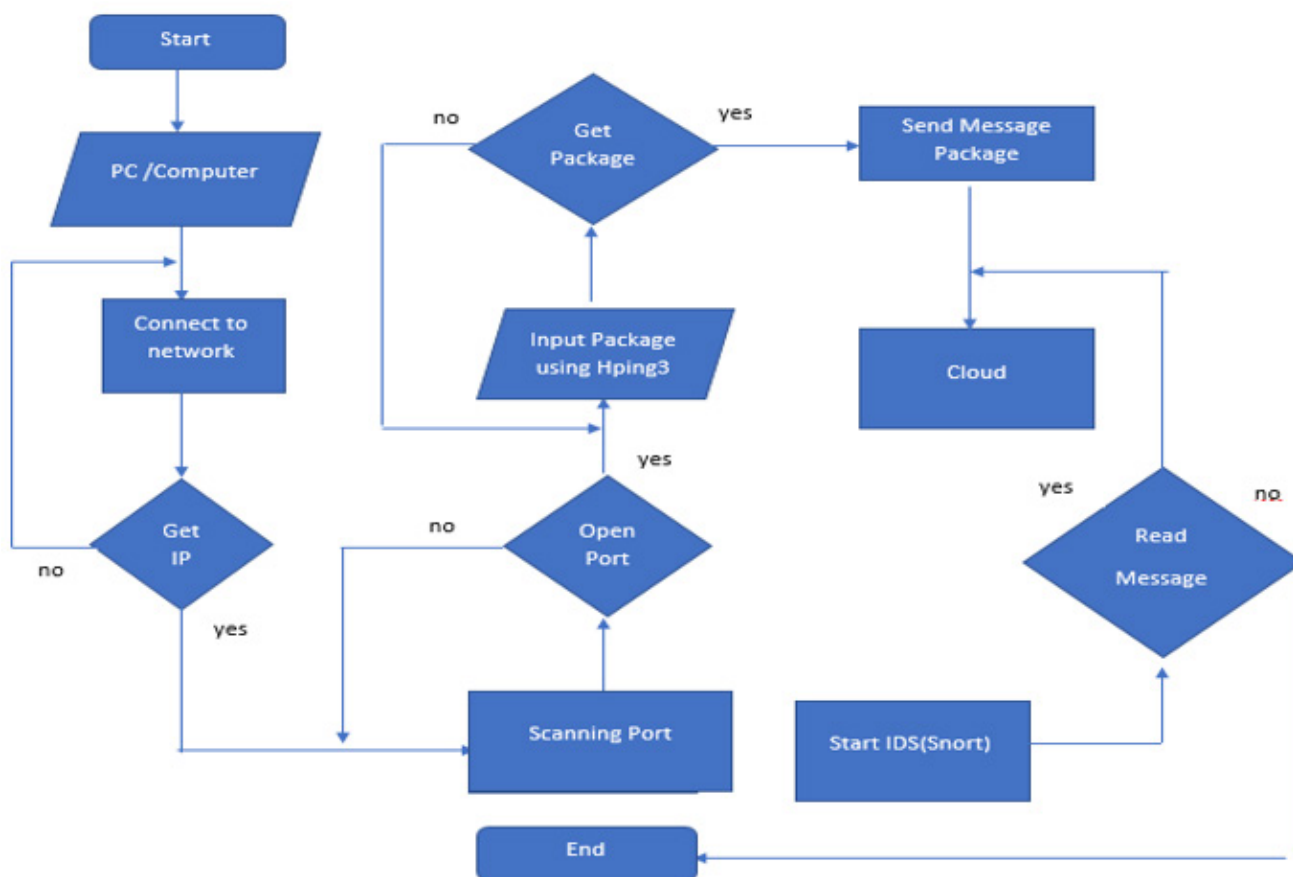 Start
PC /Computer
Connect to
network
Get
IP
no
yes
Scanning Port
Open
Port
no
yes
Input Package
using Hping3
Get
Package
no
yes
Send Message
Package
Cloud
Start IDS(Snort)
Read
Message
yes
no
End